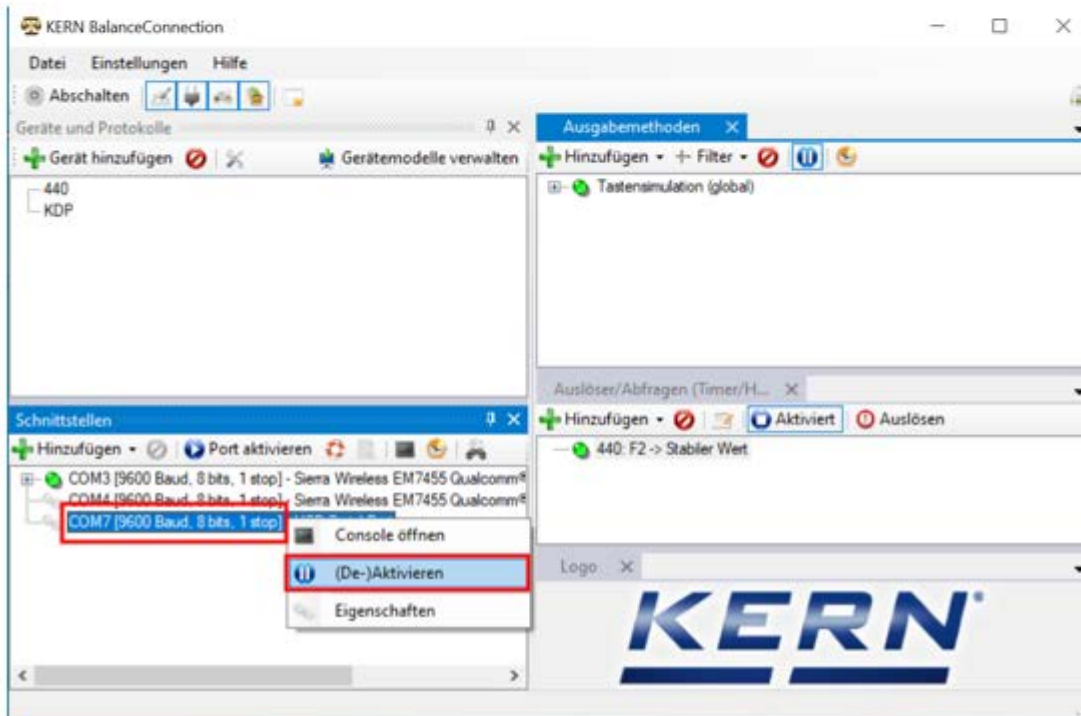 KERN BalanceConnection
Datei Einstellungen Hilfe
Abschalten
Geräte und Protokolle
Gerät hinzufügen Gerätemodelle verwalten
440
KDP
Ausgabemethoden
Hinzufügen Filter
Tastensimulation (global)
Auslöser/Abfragen (Timer/H...
Hinzufügen Aktiviert Auslösen
440: F2 -> Stabiler Wert
Schnittstellen
Hinzufügen Port aktivieren
COM3 [9600 Baud, 8 bits, 1 stop] - Sierra Wireless EM7455 Qualcomm®
COM4 [9600 Baud, 8 bits, 1 stop] - Sierra Wireless EM7455 Qualcomm®
COM7 [9600 Baud, 8 bits, 1 stop]
Console öffnen
(De-)Aktivieren
Eigenschaften
Logo
KERN